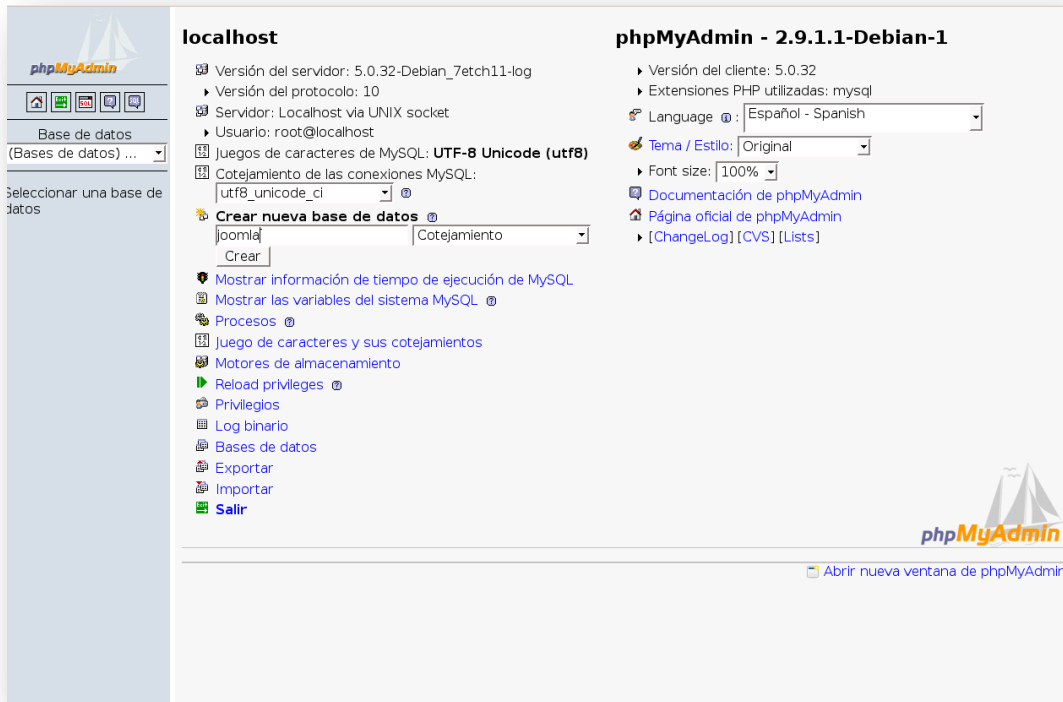 phpMyAdmin
Base de datos
(Bases de datos) ...
Seleccionar una base de
datos
localhost
Versión del servidor: 5.0.32-Debian_7etch11-log
Versión del protocolo: 10
Servidor: Localhost via UNIX socket
Usuario: root@localhost
Juegos de caracteres de MySQL: UTF-8 Unicode (utf8)
Cotejamiento de las conexiones MySQL:
utf8_unicode_ci
Crear nueva base de datos
joomla
Cotejamiento
Crear
Mostrar información de tiempo de ejecución de MySQL
Mostrar las variables del sistema MySQL
Procesos
Juego de caracteres y sus cotejamientos
Motores de almacenamiento
Reload privileges
Privilegios
Log binario
Bases de datos
Exportar
Importar
Salir
phpMyAdmin - 2.9.1.1-Debian-1
Versión del cliente: 5.0.32
Extensiones PHP utilizadas: mysql
Language : Español - Spanish
Tema / Estilo: Original
Font size: 100%
Documentación de phpMyAdmin
Página oficial de phpMyAdmin
[ChangeLog] [CVS] [Lists]
phpMyAdmin
Abrir nueva ventana de phpMyAdmin